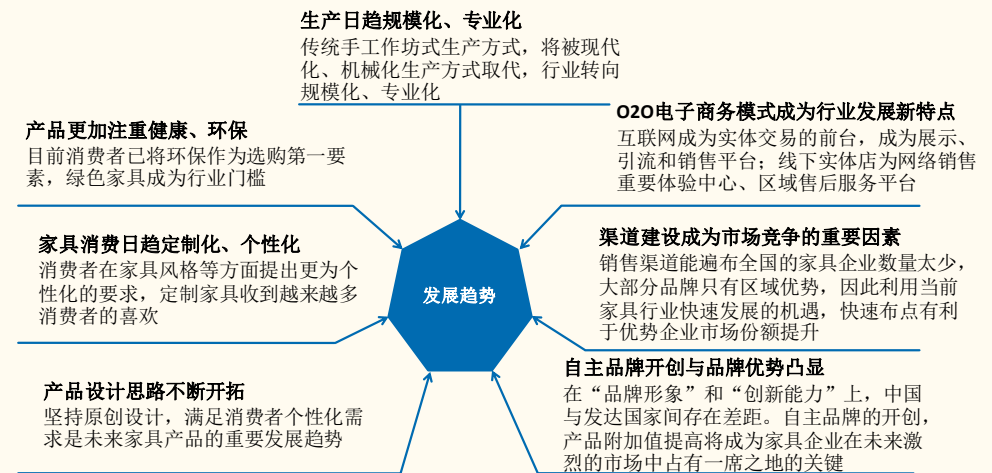 生产日趋规模化、专业化
传统手工作坊式生产方式，将被现代
化、机械化生产方式取代，行业转向
规模化、专业化
O2O电子商务模式成为行业发展新特点
互联网成为实体交易的前台，成为展示、
引流和销售平台；线下实体店为网络销售
重要体验中心、区域售后服务平台
产品更加注重健康、环保
目前消费者已将环保作为选购第一要
素，绿色家具成为行业门槛
家具消费日趋定制化、个性化
消费者在家具风格等方面提出更为个
性化的要求，定制家具收到越来越多
消费者的喜欢
发展趋势
渠道建设成为市场竞争的重要因素
销售渠道能遍布全国的家具企业数量太少，
大部分品牌只有区域优势，因此利用当前
家具行业快速发展的机遇，快速布点有利
于优势企业市场份额提升
产品设计思路不断开拓
坚持原创设计，满足消费者个性化需
求是未来家具产品的重要发展趋势
自主品牌开创与品牌优势凸显
在“品牌形象”和“创新能力”上，中国
与发达国家间存在差距。自主品牌的开创，
产品附加值提高将成为家具企业在未来激
烈的市场中占有一席之地的关键